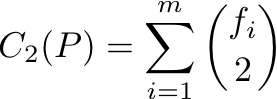 $C_2(P) = \sum_{i=1}^{m} \binom{f_i}{2}$